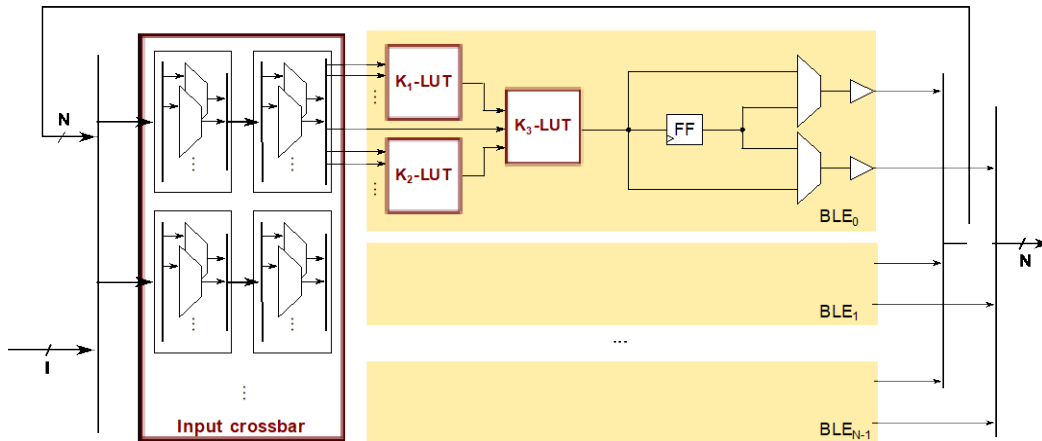 N
I
Input crossbar
K1-LUT
K2-LUT
K3-LUT
FF
BLE0
BLE1
...
BLEN-1
N